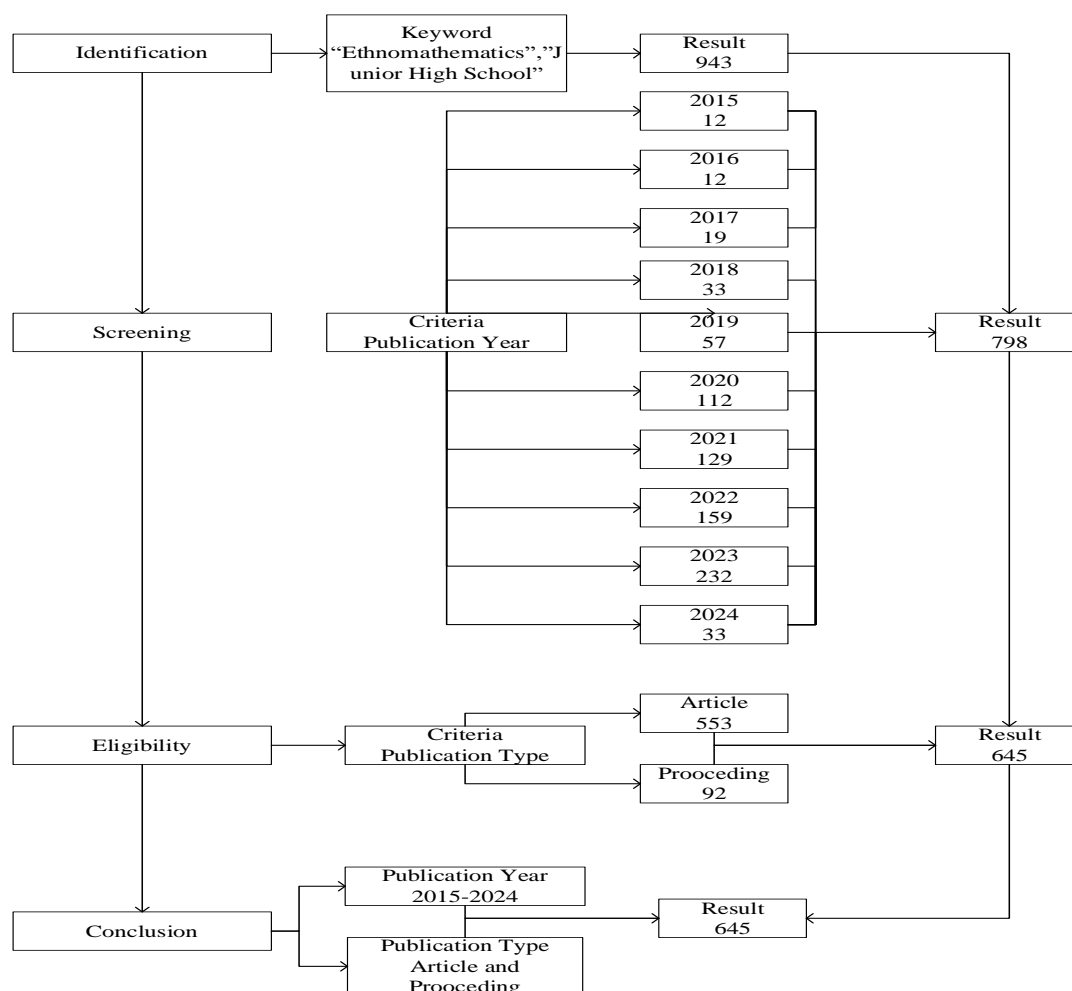 Identification
Keyword
“Ethnomathematics”,”J
unior High School”
Result
943
2015
12
2016
12
2017
19
2018
33
Screening
Criteria
Publication Year
2019
57
Result
798
2020
112
2021
129
2022
159
2023
232
2024
33
Eligibility
Criteria
Publication Type
Article
553
Prooceding
92
Result
645
Conclusion
Publication Year
2015-2024
Publication Type
Article and
Prooceding
Result
645